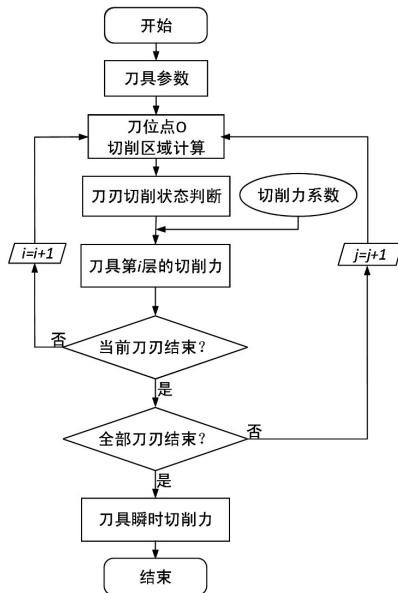 开始
刀具参数
刀位点O
切削区域计算
刀刃切削状态判断
切削力系数
i=i+1
刀具第i层的切削力
j=j+1
否
当前刀刃结束？
是
全部刀刃结束？
否
是
刀具瞬时切削力
结束